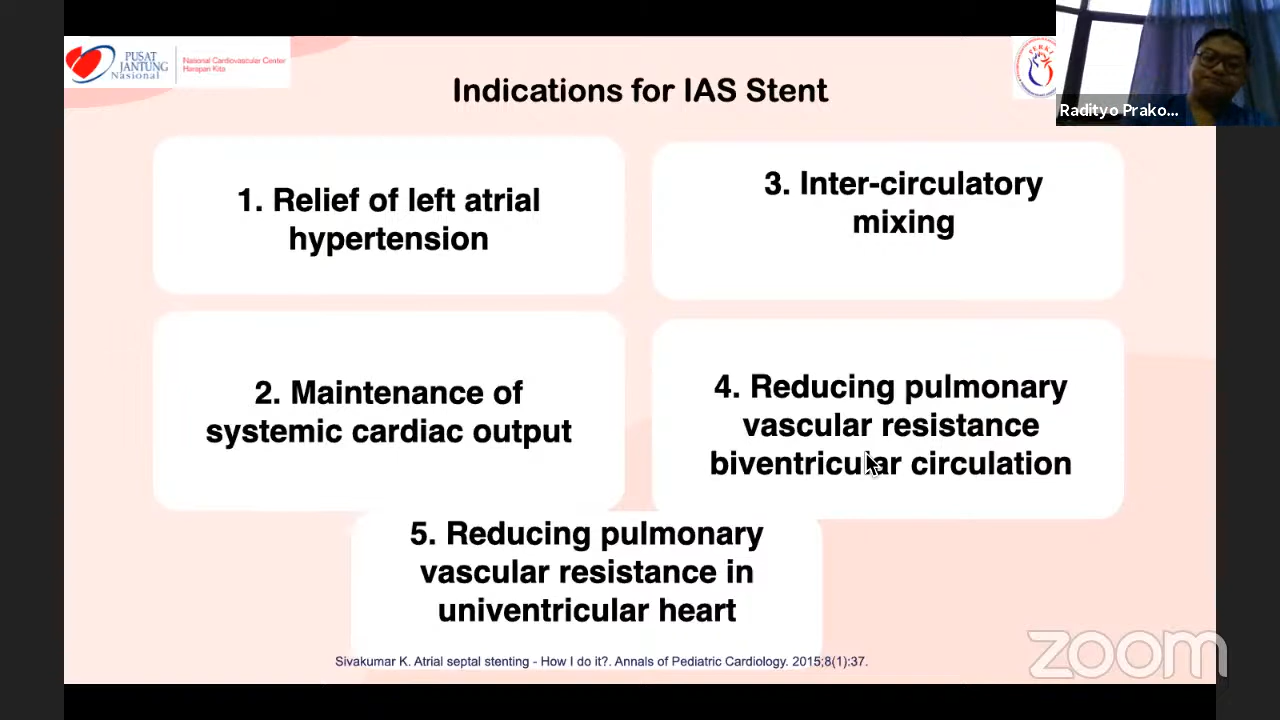 PUSAT
JANTUNG
Nasional
National Cardiovascular Center
Harapan Kita
Indications for IAS Stent
PERKI
Radityo Prako...
1. Relief of left atrial
hypertension
3. Inter-circulatory
mixing
2. Maintenance of
systemic cardiac output
4. Reducing pulmonary
vascular resistance
biventricular circulation
5. Reducing pulmonary
vascular resistance in
univentricular heart
Sivakumar K. Atrial septal stenting - How I do it?. Annals of Pediatric Cardiology. 2015;8(1):37.
zoom